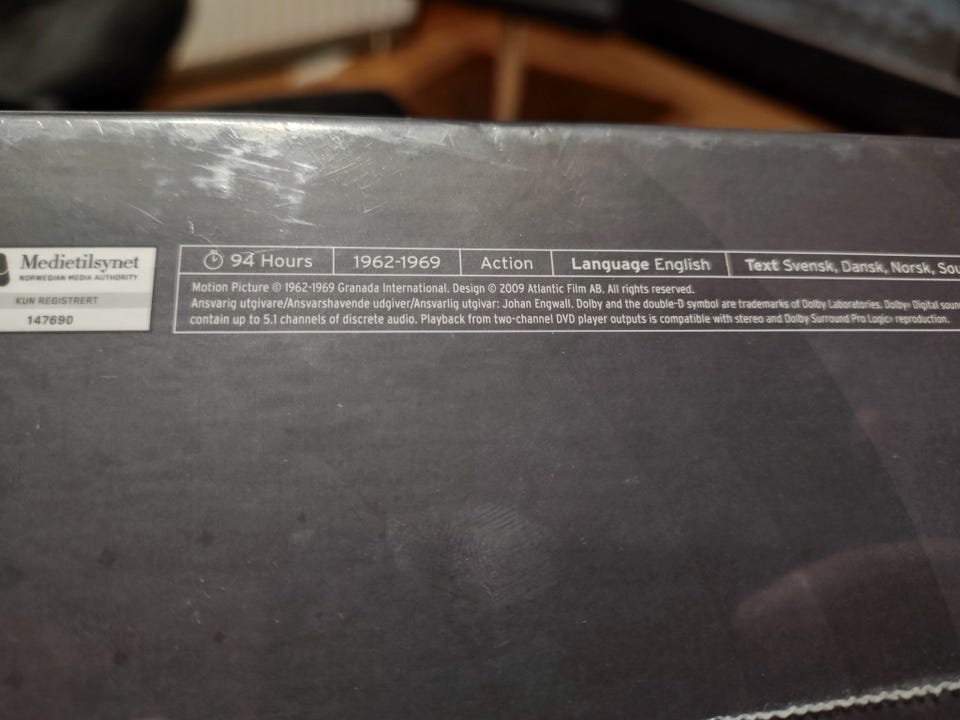 Medietilsynet
NORWEGIAN MEDIA AUTHORITY
KUN REGISTRERT
147690
94 Hours
1962-1969
Action
Language English
Text Svensk, Dansk, Norsk,
Motion Picture © 1962-1969 Granada International. Design © 2009 Atlantic Film AB. All rights reserved.
Ansvarig utgivare/Ansvarshavende udgiver/Ansvarlig utgivar: Johan Engwall. Dolby and the double-D symbol are trademarks of Dolby Laboratories. Dolby® Digital
contain up to 5.1 channels of discrete audio. Playback from two-channel DVD player outputs is compatible with stereo and Dolby Surround Pro Logic® reproduction.